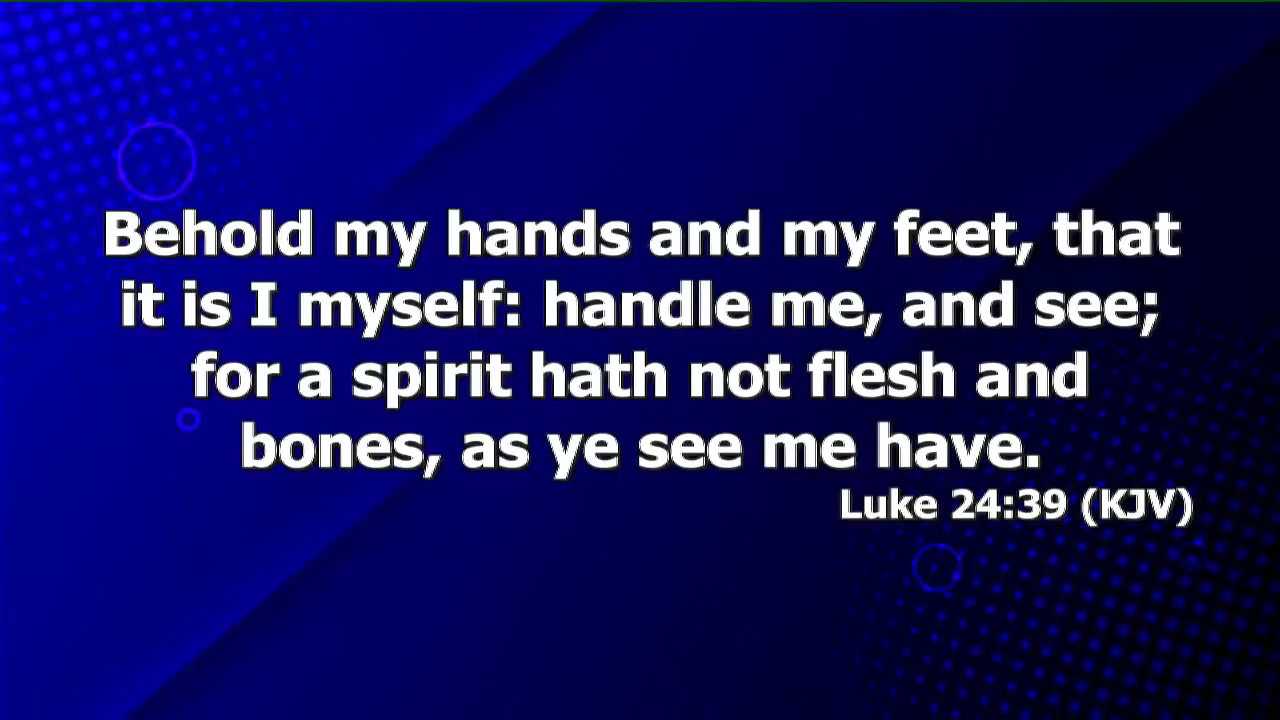 Behold my hands and my feet, that
it is I myself: handle me, and see;
for a spirit hath not flesh and
bones, as ye see me have.
Luke 24:39 (KJV)